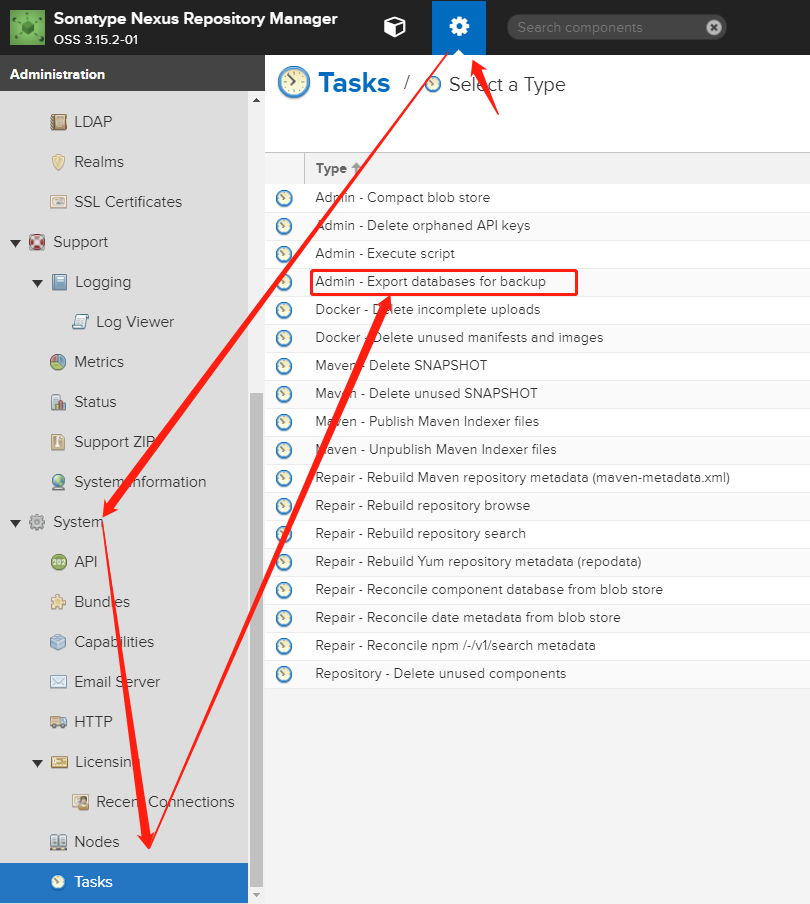 Sonatype Nexus Repository Manager
OSS 3.15.2-01
Search components
Administration
LDAP
Realms
SSL Certificates
Support
Logging
Log Viewer
Metrics
Status
Support ZIP
System Information
System
API
Bundles
Capabilities
Email Server
HTTP
Licensing
Recent Connections
Nodes
Tasks
Tasks / Select a Type
Type
Admin - Compact blob store
Admin - Delete orphaned API keys
Admin - Execute script
Admin - Export databases for backup
Docker - Delete incomplete uploads
Docker - Delete unused manifests and images
Maven - Delete SNAPSHOT
Maven - Delete unused SNAPSHOT
Maven - Publish Maven Indexer files
Maven - Unpublish Maven Indexer files
Repair - Rebuild Maven repository metadata (maven-metadata.xml)
Repair - Rebuild repository browse
Repair - Rebuild repository search
Repair - Rebuild Yum repository metadata (repodata)
Repair - Reconcile component database from blob store
Repair - Reconcile date metadata from blob store
Repair - Reconcile npm /-/v1/search metadata
Repository - Delete unused components